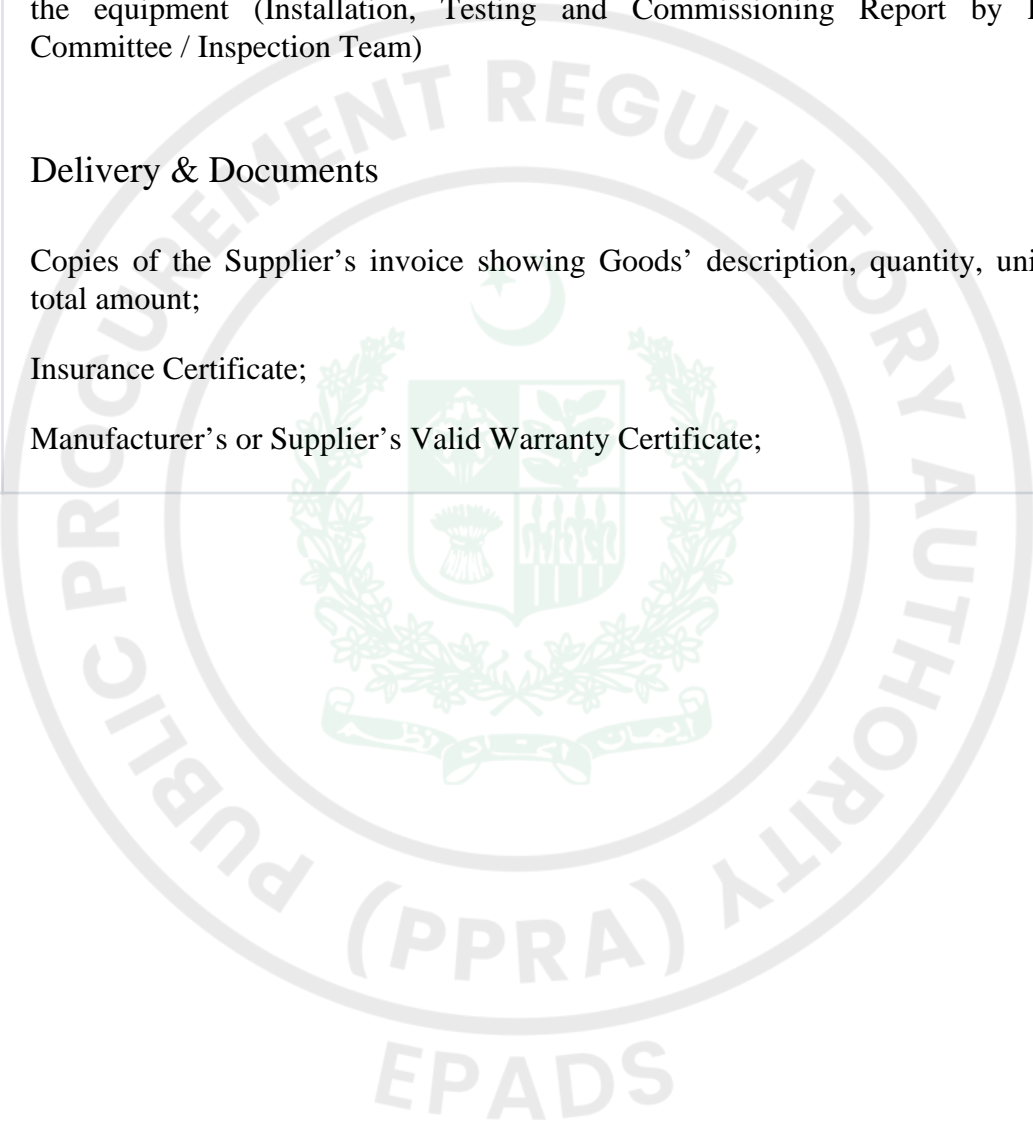 the equipment (Installation, Testing and Commissioning Report by
Committee / Inspection Team)
Delivery & Documents
Copies of the Supplier’s invoice showing Goods’ description, quantity,
total amount;
Insurance Certificate;
Manufacturer’s or Supplier’s Valid Warranty Certificate;
PUBLIC PROCUREMENT REGULATORY AUTHORITY
(PPRA)
EPADS